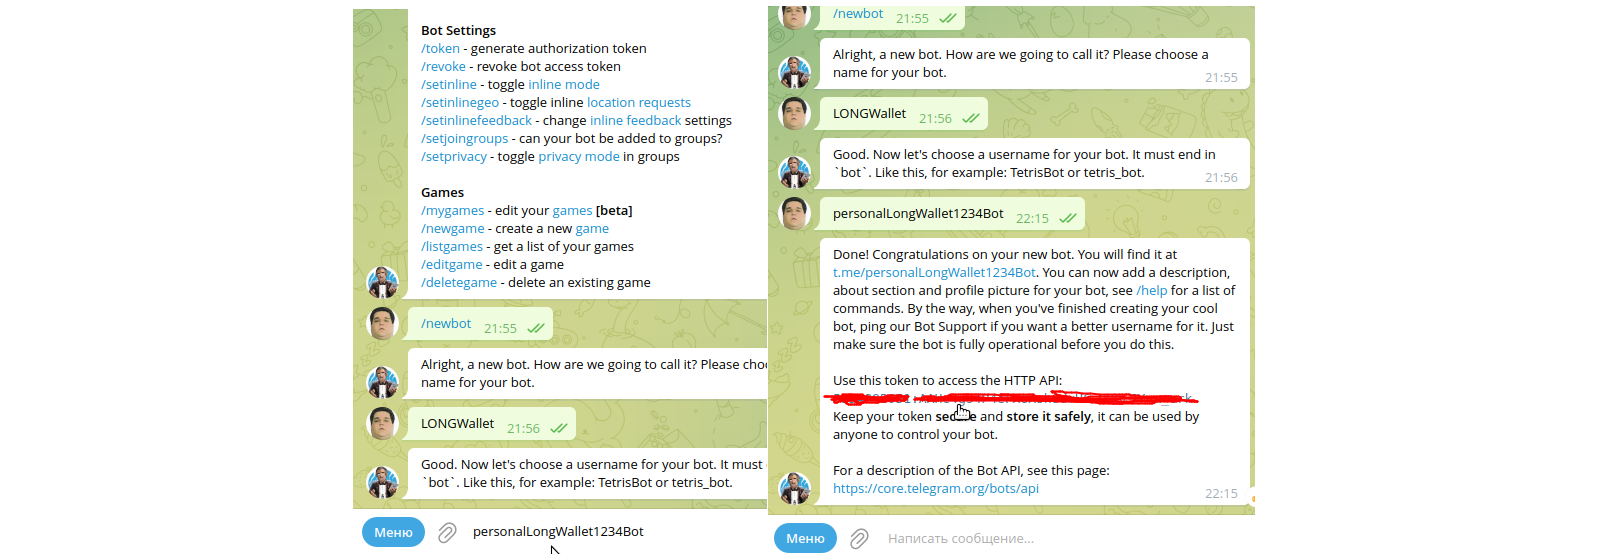 Bot Settings
/token - generate authorization token
/revoke - revoke bot access token
/setinline - toggle inline mode
/setinlinegeo - toggle inline location requests
/setinlinefeedback - change inline feedback settings
/setjoingroups - can your bot be added to groups?
/setprivacy - toggle privacy mode in groups
Games
/mygames - edit your games [beta]
/newgame - create a new game
/listgames - get a list of your games
/editgame - edit a game
/deletegame - delete an existing game
/newbot 21:55
Alright, a new bot. How are we going to call it? Please
name for your bot.
LONGWallet 21:56
Good. Now let's choose a username for your bot. It must
`bot`. Like this, for example: TetrisBot or tetris_bot.
Меню personalLongWallet1234Bot
/newbot 21:55
Alright, a new bot. How are we going to call it? Please choose a
name for your bot. 21:55
LONGWallet 21:56
Good. Now let's choose a username for your bot. It must end in
`bot`. Like this, for example: TetrisBot or tetris_bot. 21:56
personalLongWallet1234Bot 22:15
Done! Congratulations on your new bot. You will find it at
t.me/personalLongWallet1234Bot. You can now add a description,
about section and profile picture for your bot, see /help for a list of
commands. By the way, when you've finished creating your cool
bot, ping our Bot Support if you want a better username for it. Just
make sure the bot is fully operational before you do this.
Use this token to access the HTTP API:
Keep your token secure and store it safely, it can be used by
anyone to control your bot.
For a description of the Bot API, see this page:
https://core.telegram.org/bots/api 22:15
Меню Написать сообщение...